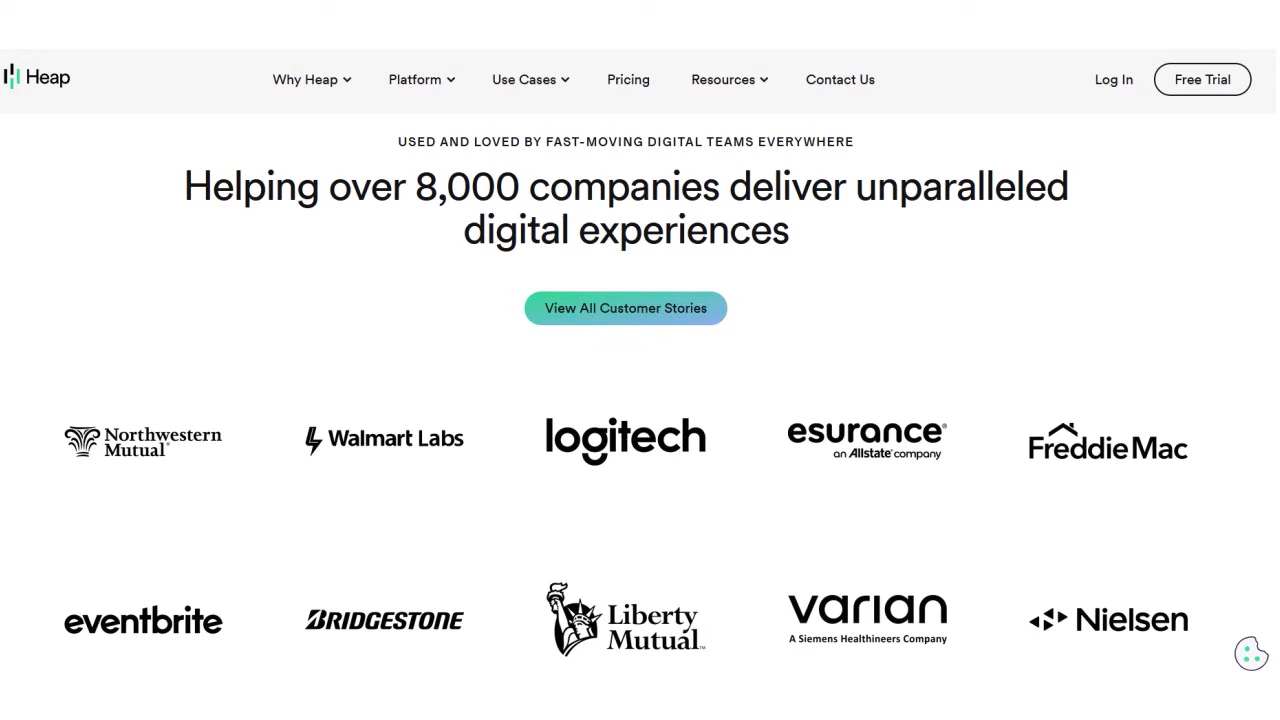 Heap
Why Heap
Platform
Use Cases
Pricing
Resources
Contact Us
Log In
Free Trial
USED AND LOVED BY FAST-MOVING DIGITAL TEAMS EVERYWHERE
Helping over 8,000 companies deliver unparalleled
digital experiences
View All Customer Stories
Northwestern
Mutual®
Walmart Labs
logitech
esurance®
an Allstate® company
Freddie Mac
eventbrite
BRIDGESTONE
Liberty
Mutual™
varian
A Siemens Healthineers Company
Nielsen